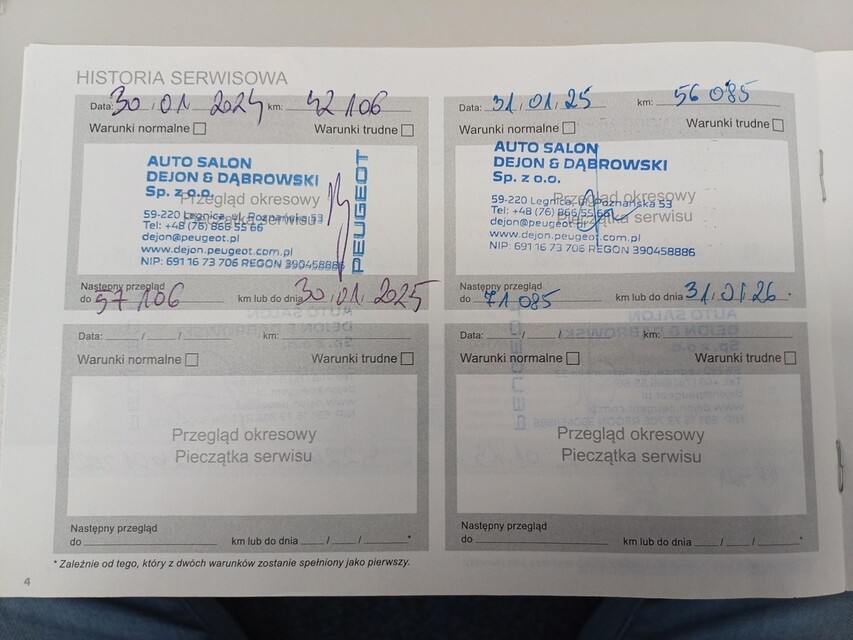 HISTORIA SERWISOWA
Data: 30 / 01 2024 km: 42 106
Warunki normalne Warunki trudne
AUTO SALON
DEJON & DĄBROWSKI
Sp. z o.o.
Przegląd okresowy
Pieczątka serwisu
59-220 Legnica, ul. Poznańska 53
Tel: +48 (76) 866 55 66
dejon@peugeot.pl
www.dejon.peugeot.com.pl
NIP: 691 16 73 706 REGON 390458886
PEUGEOT
Następny przegląd
do 57 106 km lub do dnia 30. 01. 2025
Data: 31 / 01 / 25 km: 56 085
Warunki normalne Warunki trudne
AUTO SALON
DEJON & DĄBROWSKI
Sp. z o.o.
Przegląd okresowy
Pieczątka serwisu
59-220 Legnica, ul. Poznańska 53
Tel: +48 (76) 866 55 66
dejon@peugeot.pl
www.dejon.peugeot.com.pl
NIP: 691 16 73 706 REGON 390458886
Następny przegląd
do 71 085 km lub do dnia 31 / 01 / 26 *
Data: / / km:
Warunki normalne Warunki trudne
Przegląd okresowy
Pieczątka serwisu
Następny przegląd
do km lub do dnia / / *
Data: / / km:
Warunki normalne Warunki trudne
Przegląd okresowy
Pieczątka serwisu
Następny przegląd
do km lub do dnia / / *
* Zależnie od tego, który z dwóch warunków zostanie spełniony jako pierwszy.
4